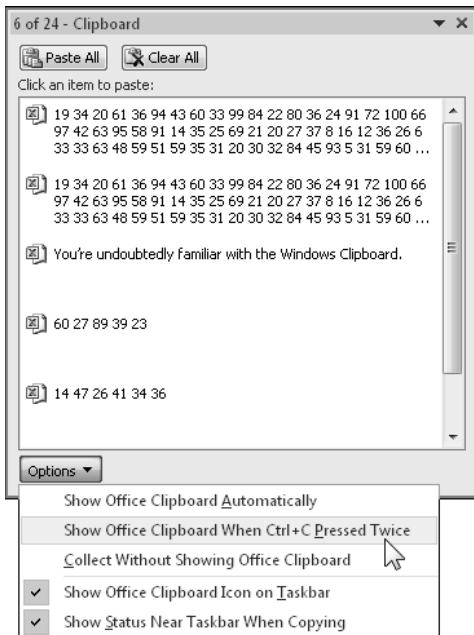 6 of 24 - Clipboard
Paste All
Clear All
Click an item to paste:
19 34 20 61 36 94 43 60 33 99 84 22 80 36 24 91 72 100 66
97 42 63 95 58 91 14 35 25 69 21 20 27 37 8 16 12 36 26 6
33 33 63 48 59 51 59 35 31 20 30 32 84 45 93 5 31 59 60 ...
19 34 20 61 36 94 43 60 33 99 84 22 80 36 24 91 72 100 66
97 42 63 95 58 91 14 35 25 69 21 20 27 37 8 16 12 36 26 6
33 33 63 48 59 51 59 35 31 20 30 32 84 45 93 5 31 59 60 ...
You're undoubtedly familiar with the Windows Clipboard.
60 27 89 39 23
14 47 26 41 34 36
Options
Show Office Clipboard Automatically
Show Office Clipboard When Ctrl+C Pressed Twice
Collect Without Showing Office Clipboard
Show Office Clipboard Icon on Taskbar
Show Status Near Taskbar When Copying